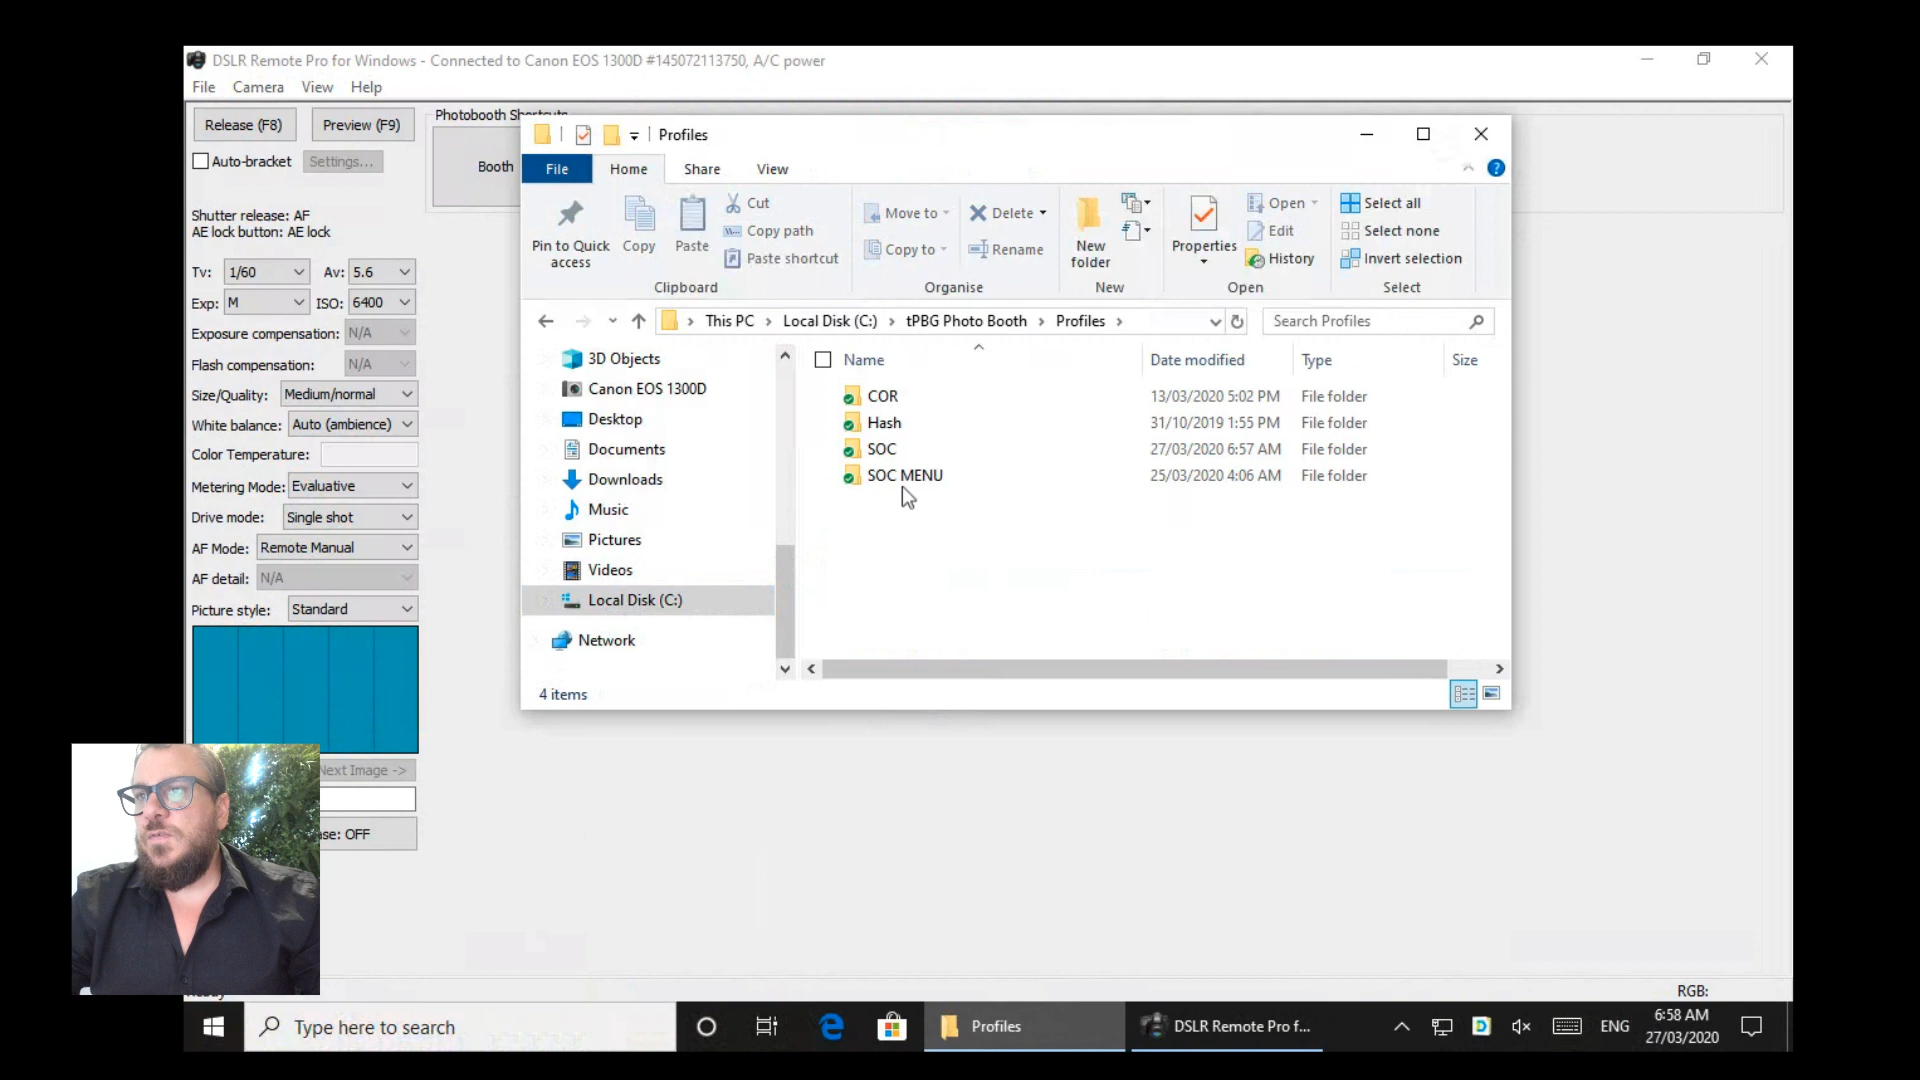 DSLR Remote Pro for Windows - Connected to Canon EOS 1300D #145072113750, A/C power
File Camera View Help
Release (F8) Preview (F9)
Auto-bracket Settings...
Shutter release: AF
AE lock button: AE lock
Tv: 1/60 Av: 5.6
Exp: M ISO: 6400
Exposure compensation: N/A
Flash compensation: N/A
Size/Quality: Medium/normal
White balance: Auto (ambience)
Color Temperature:
Metering Mode: Evaluative
Drive mode: Single shot
AF Mode: Remote Manual
AF detail: N/A
Picture style: Standard
Next Image ->
OFF
Photobooth
Booth
Profiles
File Home Share View
Pin to Quick access
Copy
Paste
Cut
Copy path
Paste shortcut
Clipboard
Move to
Copy to
Delete
Rename
Organise
New folder
New
Properties
Open
Edit
History
Open
Select all
Select none
Invert selection
Select
This PC > Local Disk (C:) > tPBG Photo Booth > Profiles >
Search Profiles
3D Objects
Canon EOS 1300D
Desktop
Documents
Downloads
Music
Pictures
Videos
Local Disk (C:)
Network
Name Date modified Type Size
COR 13/03/2020 5:02 PM File folder
Hash 31/10/2019 1:55 PM File folder
SOC 27/03/2020 6:57 AM File folder
SOC MENU 25/03/2020 4:06 AM File folder
4 items
RGB:
Type here to search
Profiles
DSLR Remote Pro f...
ENG
6:58 AM
27/03/2020